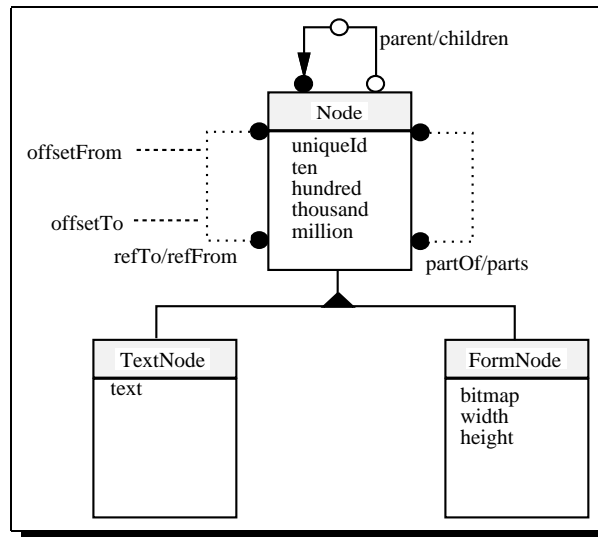 parent/children
Node
offsetFrom
uniqueId
ten
hundred
thousand
million
offsetTo
refTo/refFrom
partOf/parts
TextNode
text
FormNode
bitmap
width
height